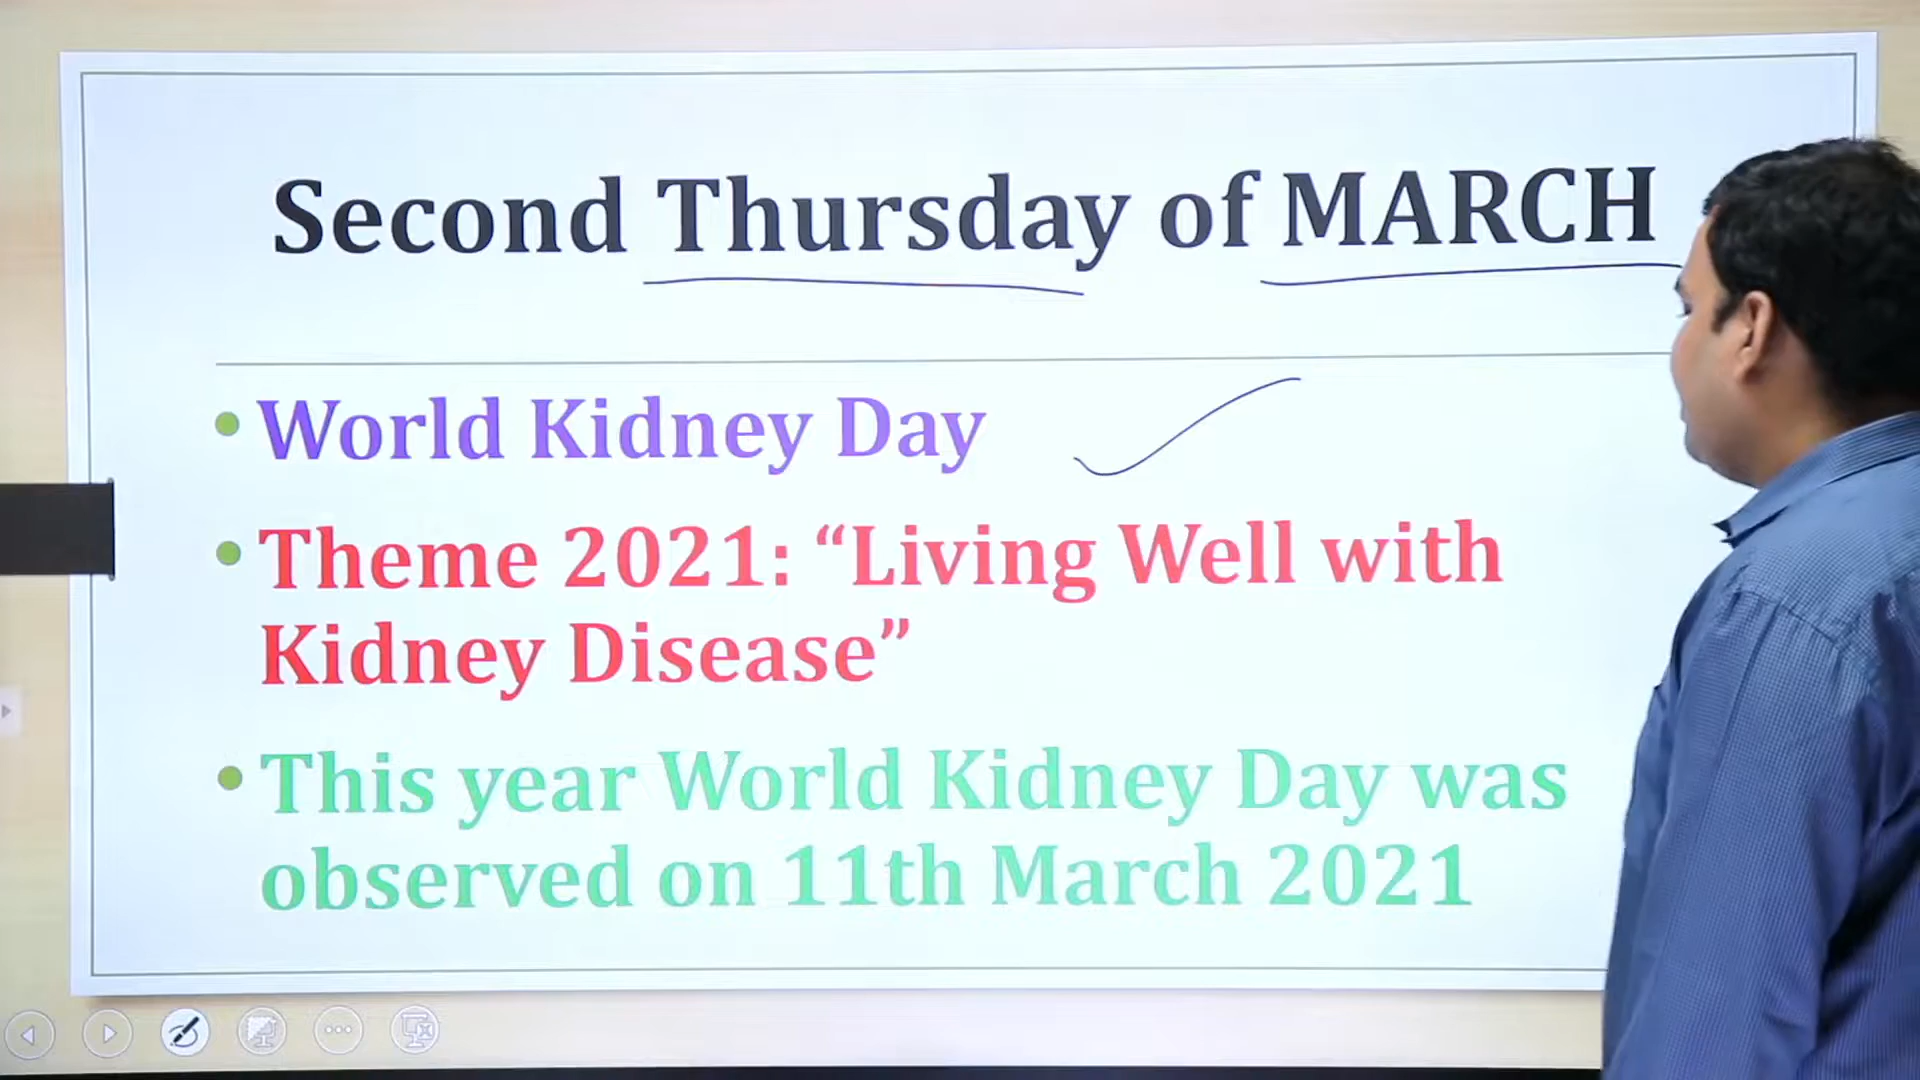 Second Thursday of MARCH
World Kidney Day
Theme 2021: “Living Well with
Kidney Disease”
This year World Kidney Day was
observed on 11th March 2021